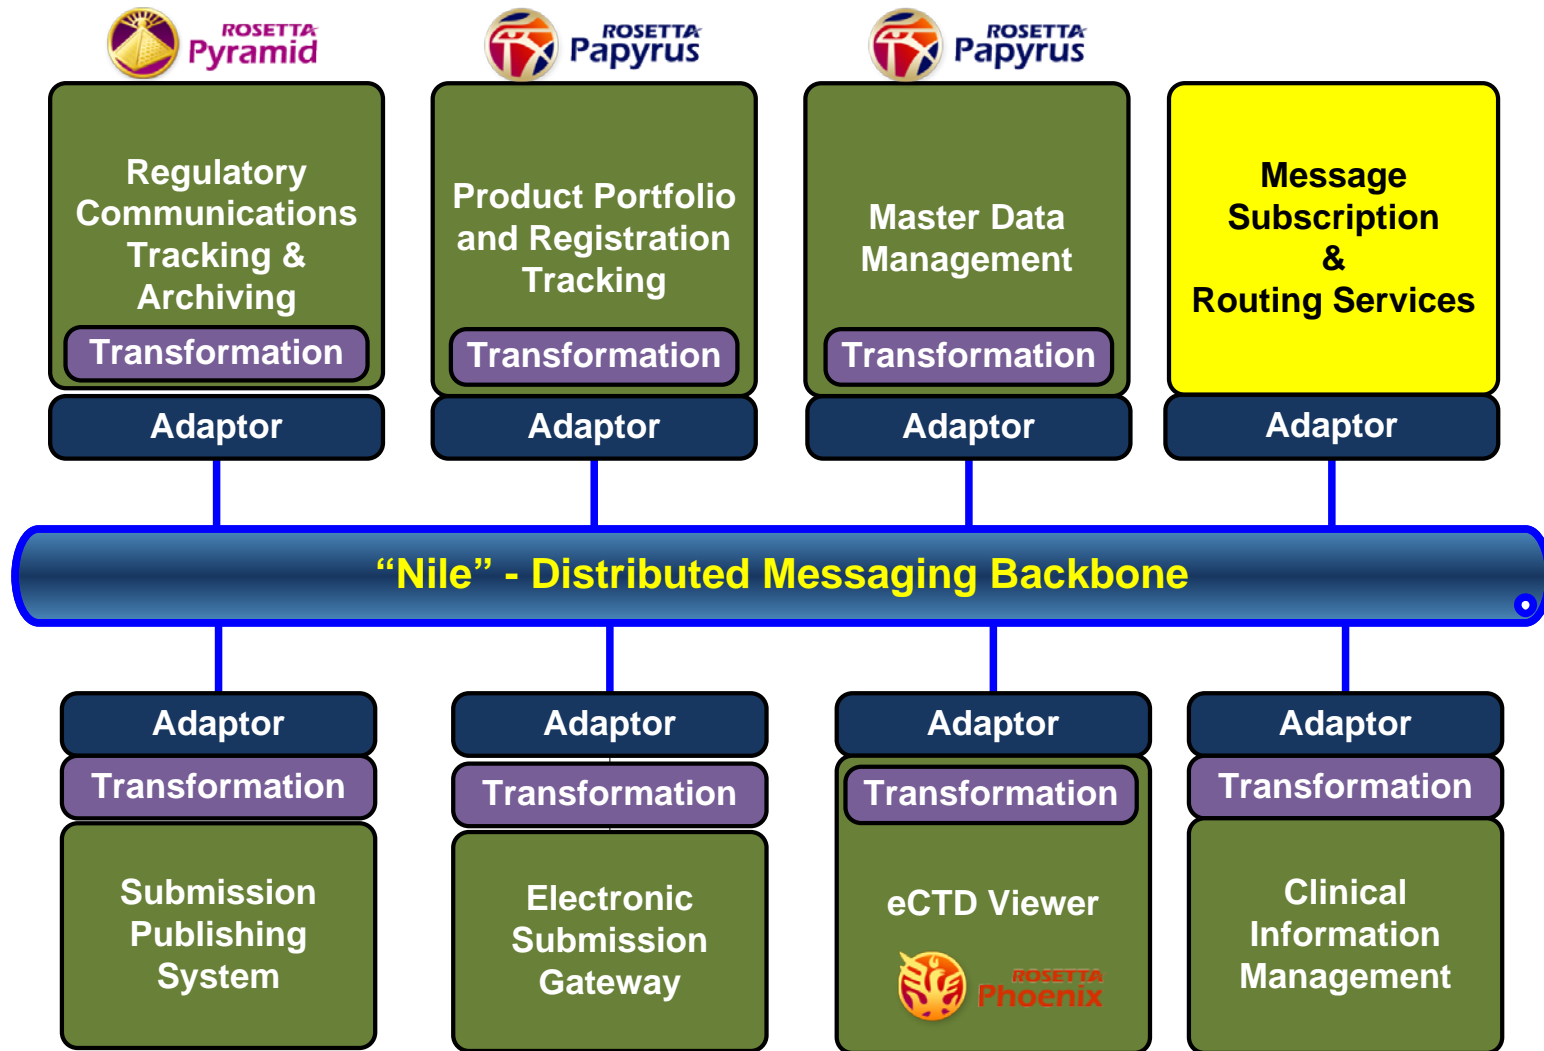 ROSETTA
Pyramid
ROSETTA
Papyrus
ROSETTA
Papyrus
Regulatory
Communications
Tracking &
Archiving
Transformation
Adaptor
Product Portfolio
and Registration
Tracking
Transformation
Adaptor
Master Data
Management
Transformation
Adaptor
Message
Subscription
&
Routing Services
Adaptor
“Nile” - Distributed Messaging Backbone
Adaptor
Transformation
Submission
Publishing
System
Adaptor
Transformation
Electronic
Submission
Gateway
Adaptor
Transformation
eCTD Viewer
ROSETTA
Phoenix
Adaptor
Transformation
Clinical
Information
Management